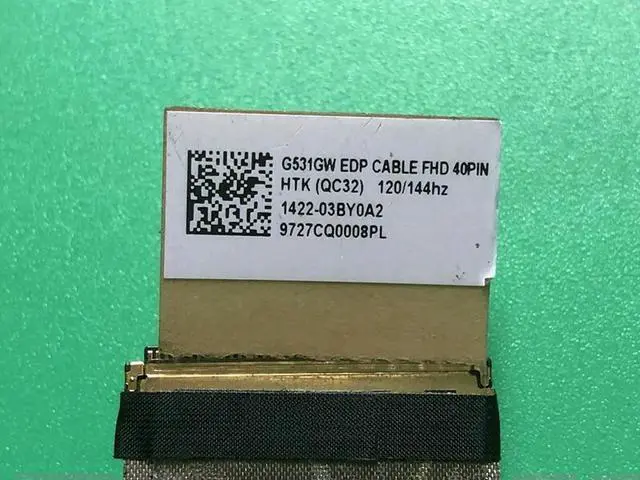 G531GW EDP CABLE FHD 40PIN
HTK (QC32) 120/144hz
1422-03BY0A2
9727CQ0008PL